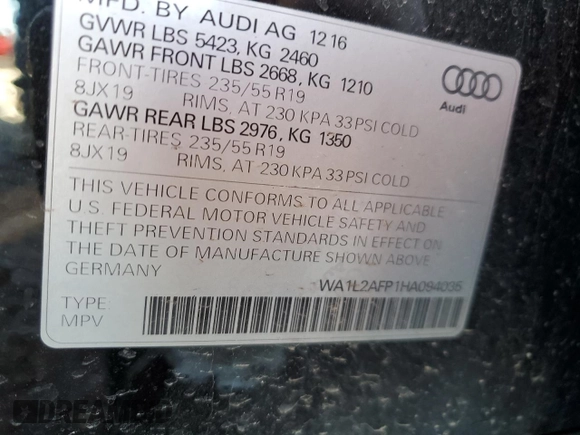 MFD. BY AUDI AG 12 16
GVWR LBS 5423, KG 2460
GAWR FRONT LBS 2668, KG 1210
FRONT-TIRES 235/55 R19
8JX19 RIMS, AT 230 KPA 33 PSI COLD
GAWR REAR LBS 2976, KG 1350
REAR-TIRES 235/55 R19
8JX19 RIMS, AT 230 KPA 33 PSI COLD
Audi
THIS VEHICLE CONFORMS TO ALL APPLICABLE
U.S. FEDERAL MOTOR VEHICLE SAFETY AND
THEFT PREVENTION STANDARDS IN EFFECT ON
THE DATE OF MANUFACTURE SHOWN ABOVE.
GERMANY
WA1L2AFP1HA094035
TYPE
MPV